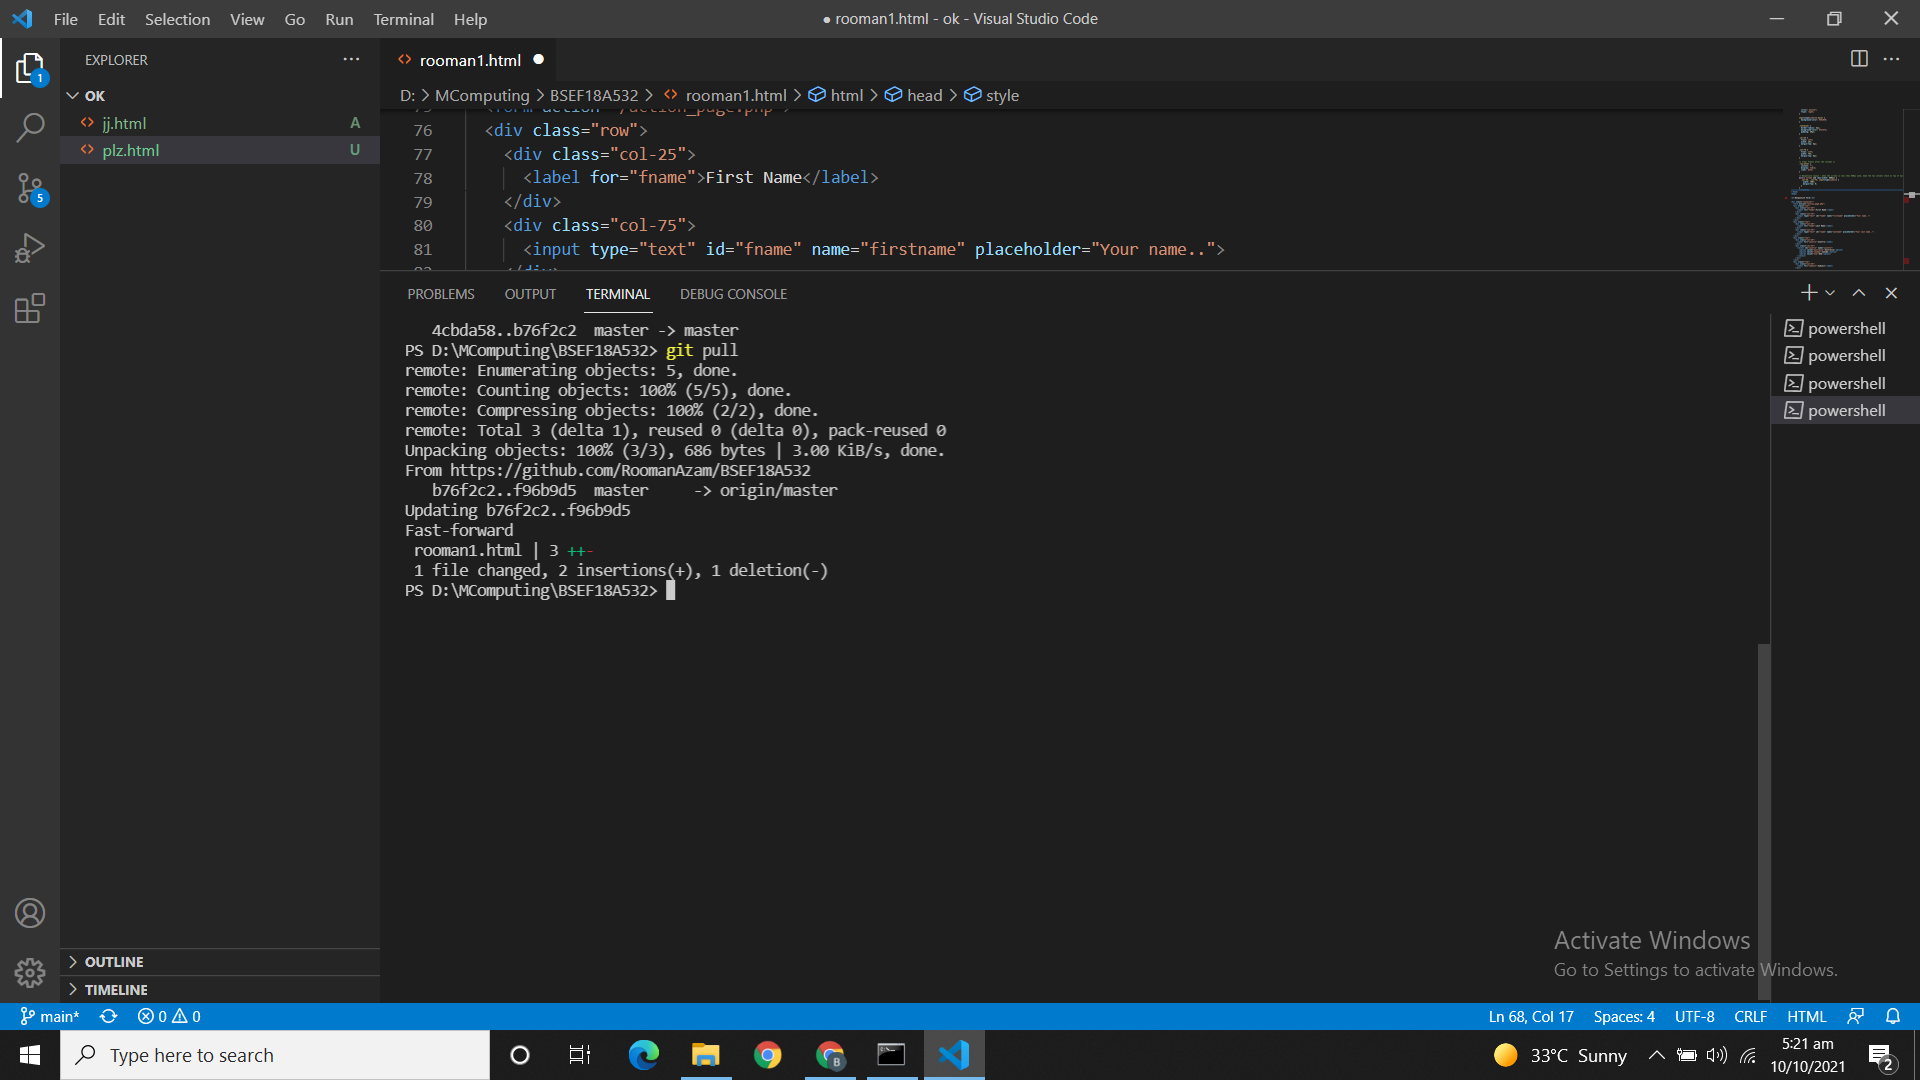 File Edit Selection View Go Run Terminal Help
● rooman1.html - ok - Visual Studio Code
EXPLORER
rooman1.html
1
OK
D: > MComputing > BSEF18A532 > rooman1.html > html > head > style
jj.html A
plz.html U
5
76 <div class="row">
77 <div class="col-25">
78 <label for="fname">First Name</label>
79 </div>
80 <div class="col-75">
81 <input type="text" id="fname" name="firstname" placeholder="Your name..">
PROBLEMS OUTPUT TERMINAL DEBUG CONSOLE
4cbda58..b76f2c2 master -> master
PS D:\MComputing\BSEF18A532> git pull
remote: Enumerating objects: 5, done.
remote: Counting objects: 100% (5/5), done.
remote: Compressing objects: 100% (2/2), done.
remote: Total 3 (delta 1), reused 0 (delta 0), pack-reused 0
Unpacking objects: 100% (3/3), 686 bytes | 3.00 KiB/s, done.
From https://github.com/RoomanAzam/BSEF18A532
b76f2c2..f96b9d5 master -> origin/master
Updating b76f2c2..f96b9d5
Fast-forward
rooman1.html | 3 ++-
1 file changed, 2 insertions(+), 1 deletion(-)
PS D:\MComputing\BSEF18A532>
powershell
powershell
powershell
powershell
Activate Windows
Go to Settings to activate Windows.
OUTLINE
TIMELINE
main* 0 0
Ln 68, Col 17 Spaces: 4 UTF-8 CRLF HTML
Type here to search
B
33°C Sunny
5:21 am
10/10/2021
2